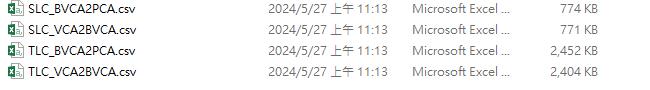 SLC_BVCA2PCA.csv 2024/5/27 上午 11:13 Microsoft Excel ... 774 KB
SLC_VCA2BVCA.csv 2024/5/27 上午 11:13 Microsoft Excel ... 771 KB
TLC_BVCA2PCA.csv 2024/5/27 上午 11:13 Microsoft Excel ... 2,452 KB
TLC_VCA2BVCA.csv 2024/5/27 上午 11:13 Microsoft Excel ... 2,404 KB